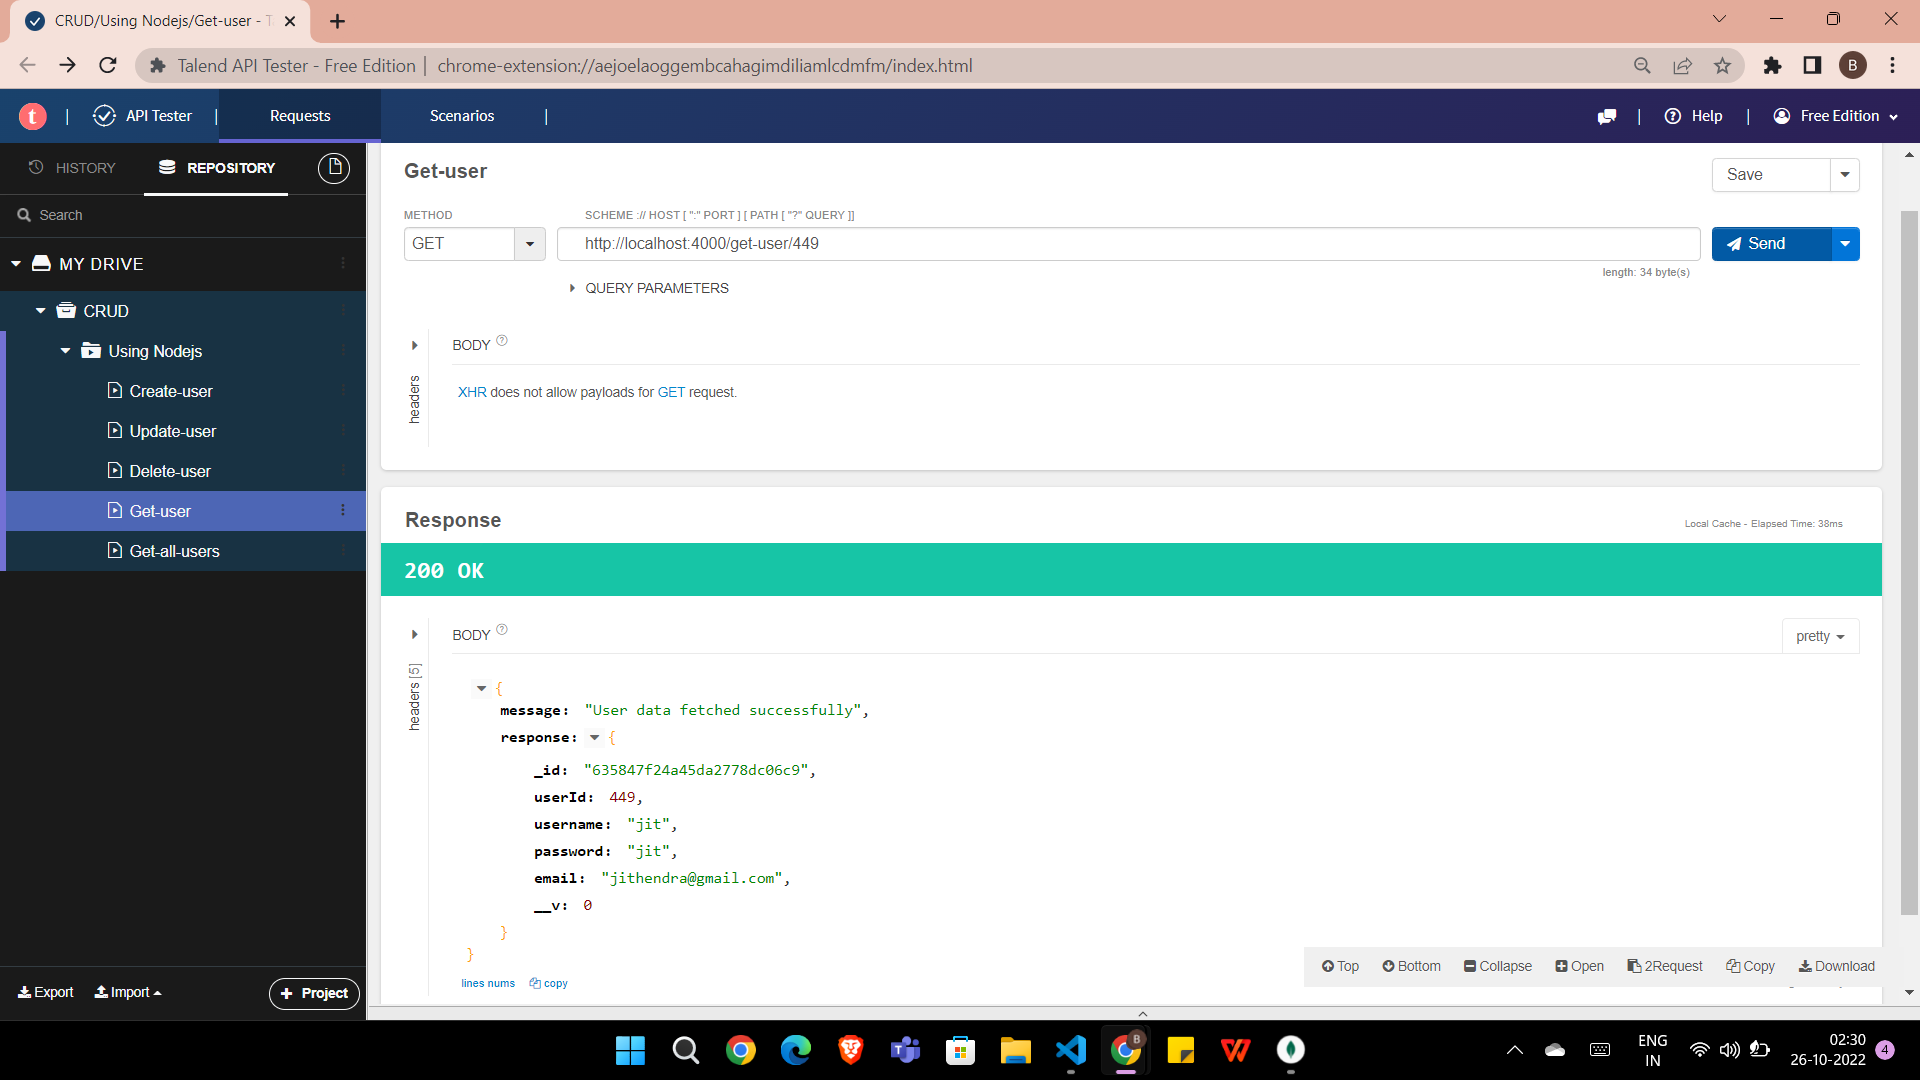 CRUD/Using Nodejs/Get-user - T
Talend API Tester - Free Edition | chrome-extension://aejoelaoggembcahagimdiliamlcdmfm/index.html
B
t | API Tester | Requests Scenarios | | Help | Free Edition
HISTORY REPOSITORY
Search
MY DRIVE
CRUD
Using Nodejs
Create-user
Update-user
Delete-user
Get-user
Get-all-users
Export Import + Project
Get-user
Save
METHOD SCHEME :// HOST [ ":" PORT ] [ PATH [ "?" QUERY ]]
GET http://localhost:4000/get-user/449 Send
length: 34 byte(s)
QUERY PARAMETERS
headers
BODY ?
XHR does not allow payloads for GET request.
Response
Local Cache - Elapsed Time: 38ms
200 OK
headers [5]
BODY ? pretty
{
message: "User data fetched successfully",
response: {
_id: "635847f24a45da2778dc06c9",
userId: 449,
username: "jit",
password: "jit",
email: "jithendra@gmail.com",
__v: 0
}
}
lines nums copy
Top Bottom Collapse Open 2Request Copy Download
B
ENG
IN
02:30
26-10-2022
4